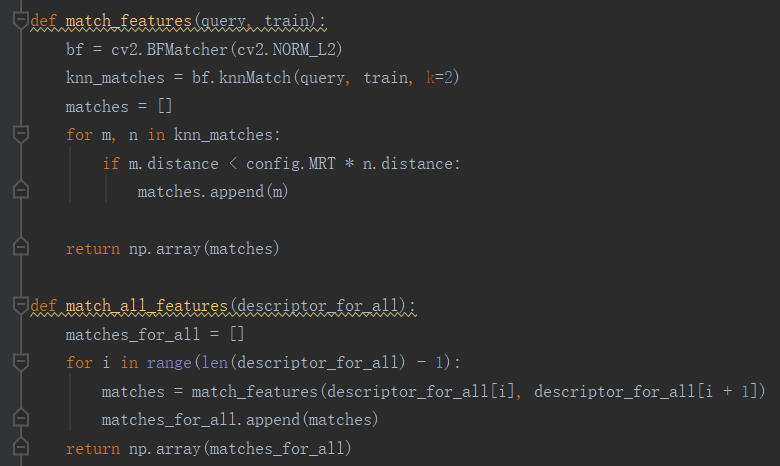 def match_features(query, train):
    bf = cv2.BFMatcher(cv2.NORM_L2)
    knn_matches = bf.knnMatch(query, train, k=2)
    matches = []
    for m, n in knn_matches:
        if m.distance < config.MRT * n.distance:
            matches.append(m)

    return np.array(matches)

def match_all_features(descriptor_for_all):
    matches_for_all = []
    for i in range(len(descriptor_for_all) - 1):
        matches = match_features(descriptor_for_all[i], descriptor_for_all[i + 1])
        matches_for_all.append(matches)
    return np.array(matches_for_all)